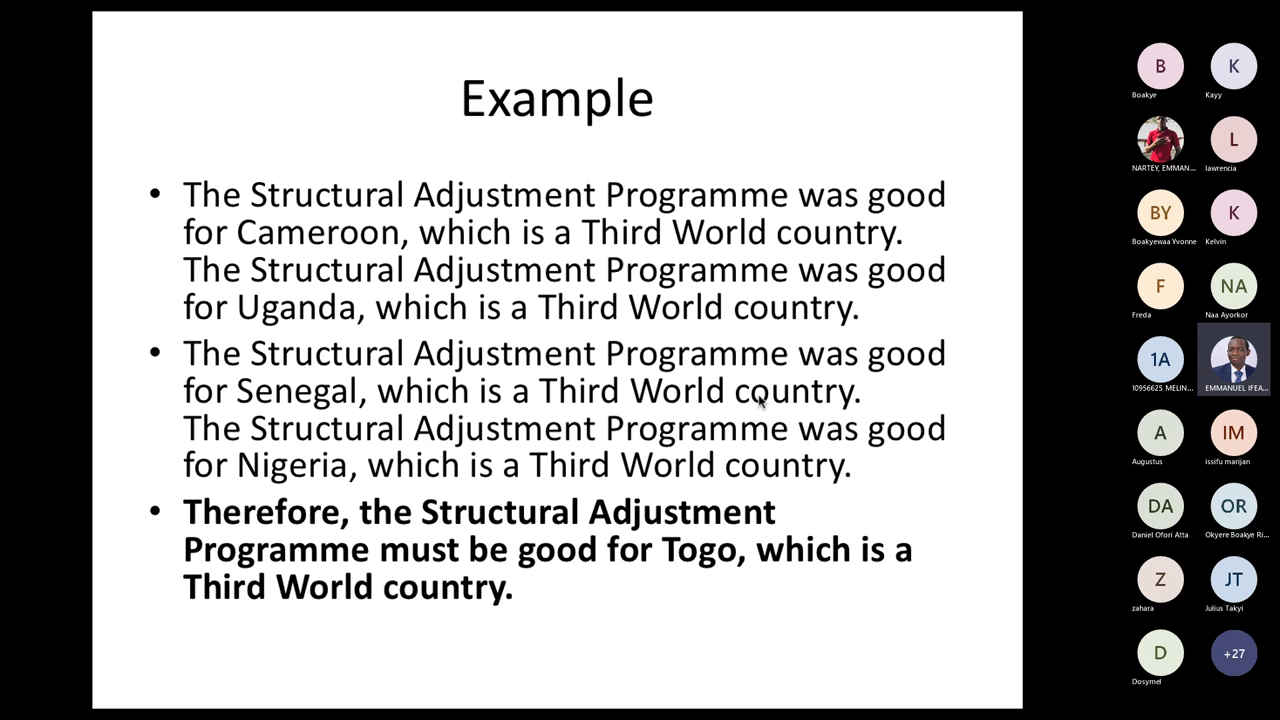 Example
• The Structural Adjustment Programme was good
for Cameroon, which is a Third World country.
The Structural Adjustment Programme was good
for Uganda, which is a Third World country.
• The Structural Adjustment Programme was good
for Senegal, which is a Third World country.
The Structural Adjustment Programme was good
for Nigeria, which is a Third World country.
• Therefore, the Structural Adjustment
Programme must be good for Togo, which is a
Third World country.
B K
Boakye Kayy
L
NARTEY, EMMAN... lawrencia
BY K
Boakyewaa Yvonne Kelvin
F NA
Freda Naa Ayorkor
1A
10956625 MELIN... EMMANUEL IFEA...
A IM
Augustus issifu marijan
DA OR
Daniel Ofori Atta Okyere Boakye Ri...
Z JT
zahara Julius Takyi
D +27
Dosymel